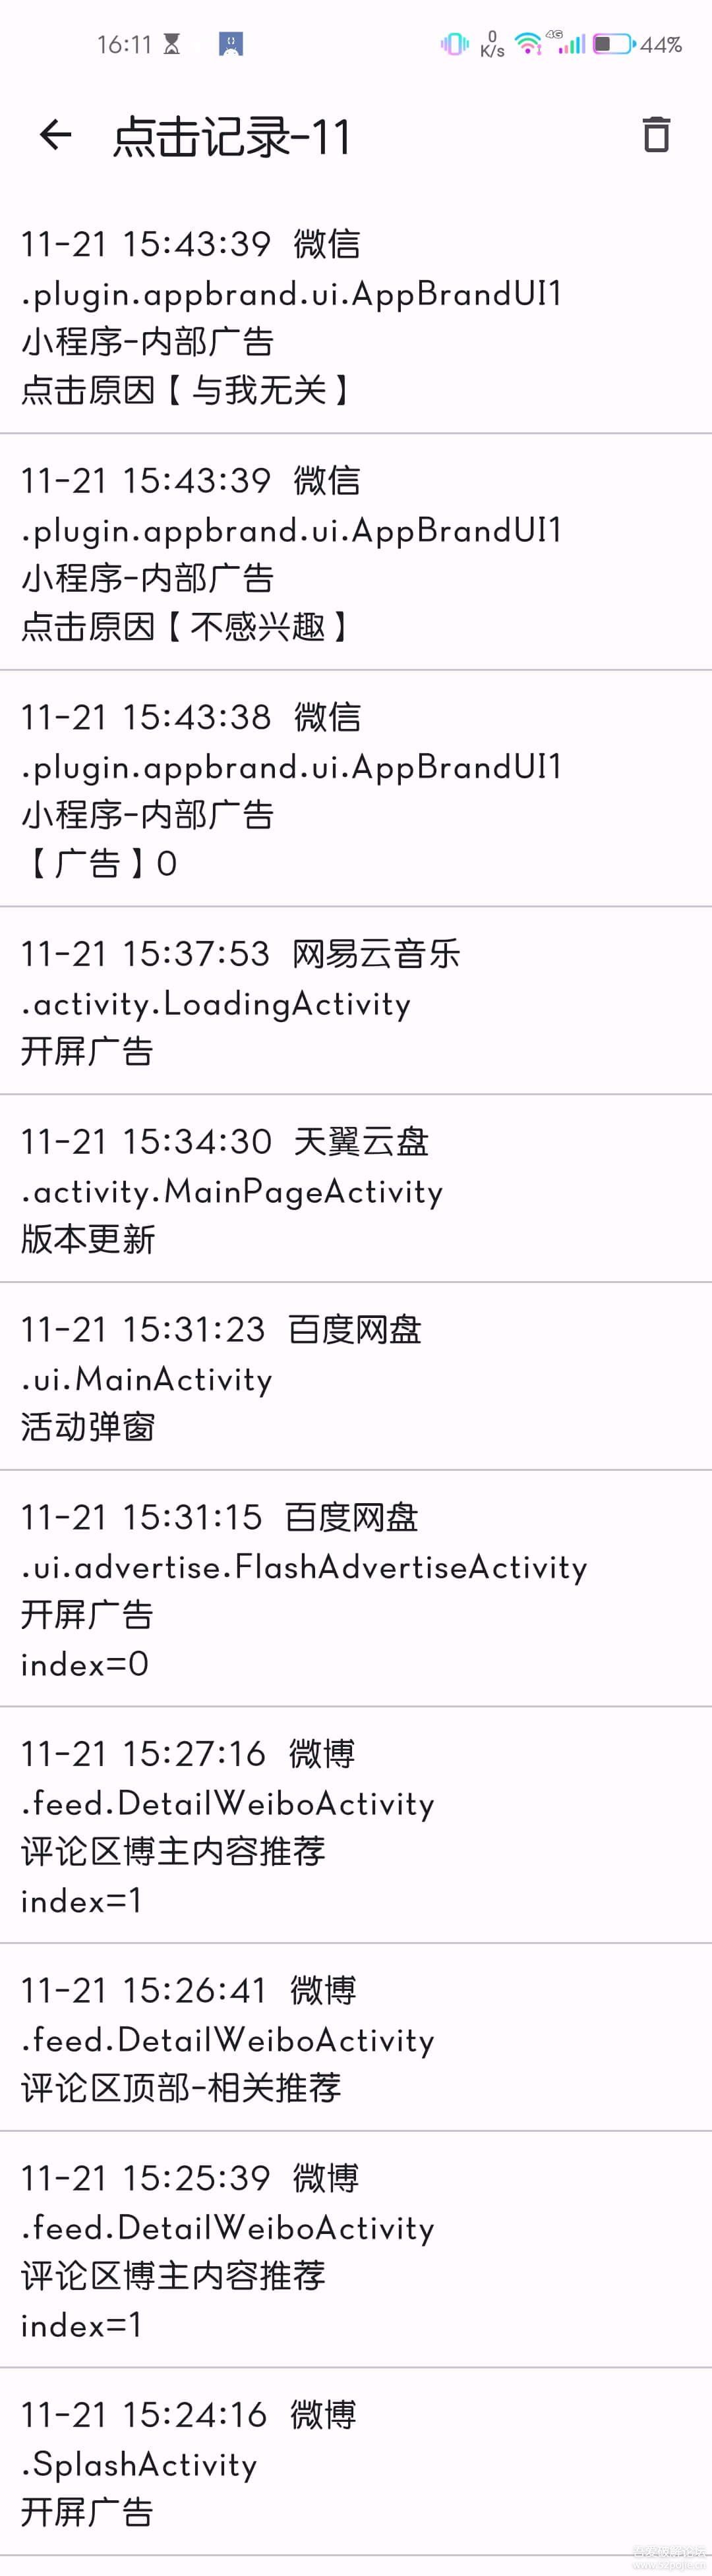 16:11
0
K/s
4G
44%
点击记录-11
11-21 15:43:39 微信
.plugin.appbrand.ui.AppBrandUI1
小程序-内部广告
点击原因【与我无关】
11-21 15:43:39 微信
.plugin.appbrand.ui.AppBrandUI1
小程序-内部广告
点击原因【不感兴趣】
11-21 15:43:38 微信
.plugin.appbrand.ui.AppBrandUI1
小程序-内部广告
【广告】0
11-21 15:37:53 网易云音乐
.activity.LoadingActivity
开屏广告
11-21 15:34:30 天翼云盘
.activity.MainPageActivity
版本更新
11-21 15:31:23 百度网盘
.ui.MainActivity
活动弹窗
11-21 15:31:15 百度网盘
.ui.advertise.FlashAdvertiseActivity
开屏广告
index=0
11-21 15:27:16 微博
.feed.DetailWeiboActivity
评论区博主内容推荐
index=1
11-21 15:26:41 微博
.feed.DetailWeiboActivity
评论区顶部-相关推荐
11-21 15:25:39 微博
.feed.DetailWeiboActivity
评论区博主内容推荐
index=1
11-21 15:24:16 微博
.SplashActivity
开屏广告
吾爱破解论坛
www.52pojie.cn